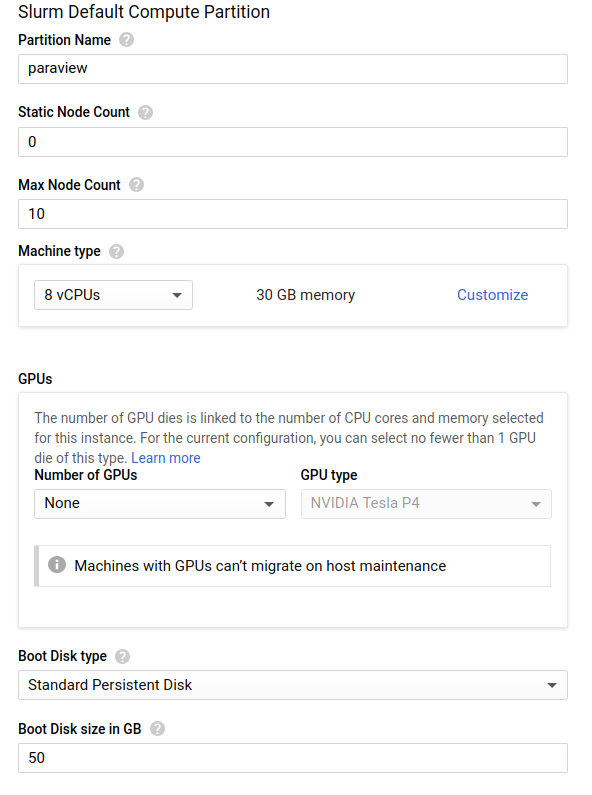 Slurm Default Compute Partition
Partition Name ?
paraview
Static Node Count ?
0
Max Node Count ?
10
Machine type ?
8 vCPUs 30 GB memory Customize
GPUs
The number of GPU dies is linked to the number of CPU cores and memory selected
for this instance. For the current configuration, you can select no fewer than 1 GPU
die of this type. Learn more
Number of GPUs GPU type
None NVIDIA Tesla P4
Machines with GPUs can't migrate on host maintenance
Boot Disk type ?
Standard Persistent Disk
Boot Disk size in GB ?
50